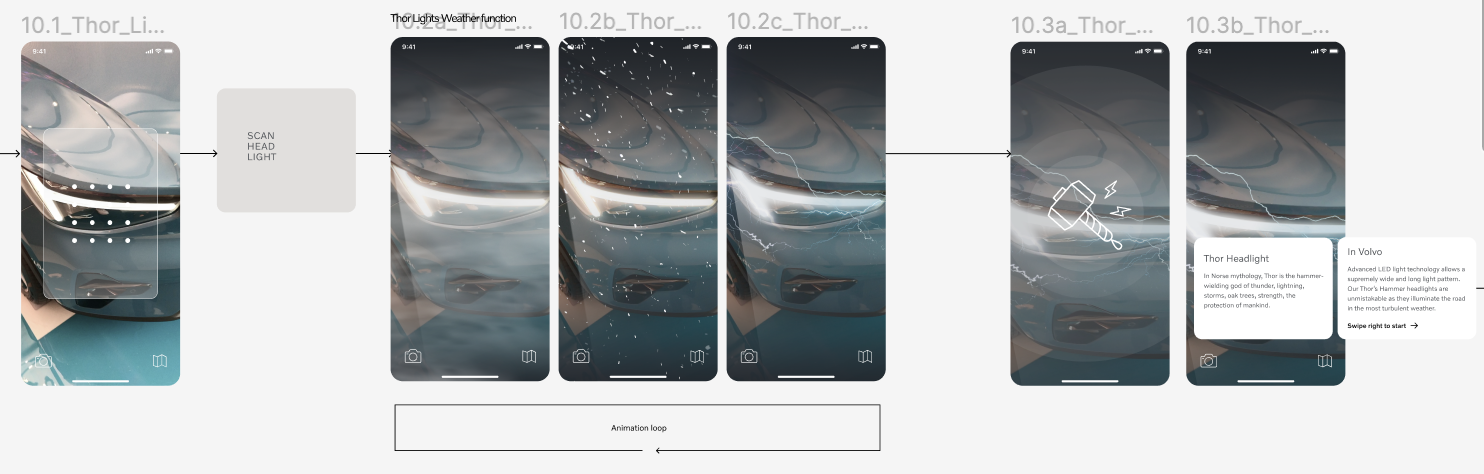 10.1_Thor_Li...
Thor Lights Weather function
10.2a_Thor_...
10.2b_Thor_...
10.2c_Thor_...
10.3a_Thor_...
10.3b_Thor_...
9:41
9:41
9:41
9:41
9:41
9:41
SCAN
HEAD
LIGHT
Thor Headlight
In Norse mythology, Thor is the hammer-
wielding god of thunder, lightning,
storms, oak trees, strength, the
protection of mankind.
In Volvo
Advanced LED light technology allows a
supremely wide and long light pattern.
Our Thor's Hammer headlights are
unmistakable as they illuminate the road
in the most turbulent weather.
Swipe right to start →
Animation loop